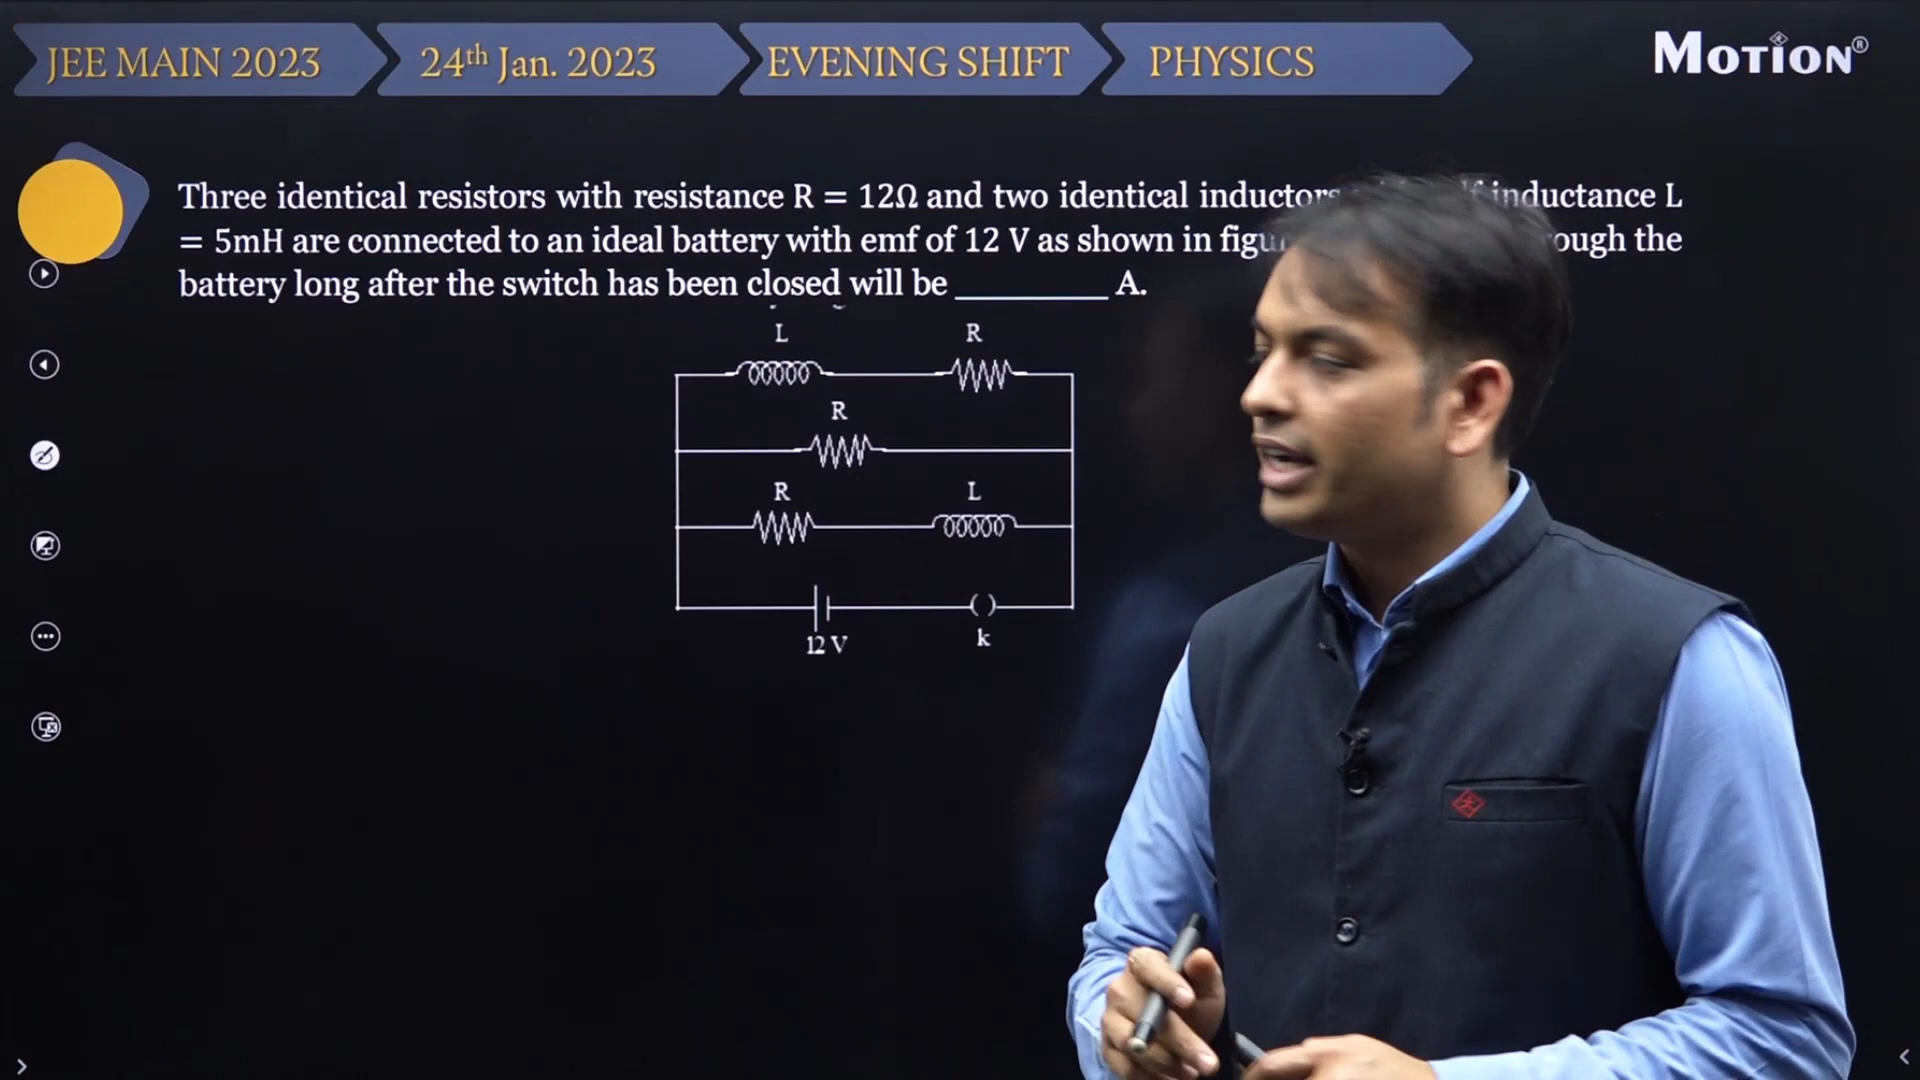 JEE MAIN 2023
24th Jan. 2023
EVENING SHIFT
PHYSICS
MOTION®
Three identical resistors with resistance R = 12Ω and two identical inductors inductance L
= 5mH are connected to an ideal battery with emf of 12 V as shown in the
battery long after the switch has been closed will be _________ A.
L R
R
R L
12 V k